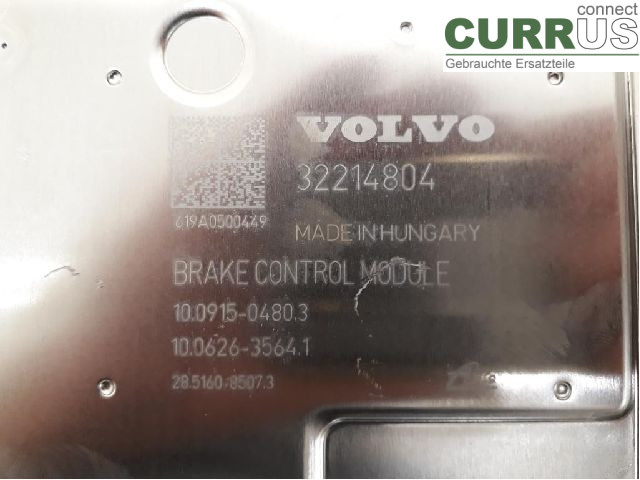 connect
CURRUS
Gebrauchte Ersatzteile
VOLVO
32214804
619A0500449
MADE IN HUNGARY
BRAKE CONTROL MODULE
10.0915-0480.3
10.0626-3564.1
28.5160-8507.3